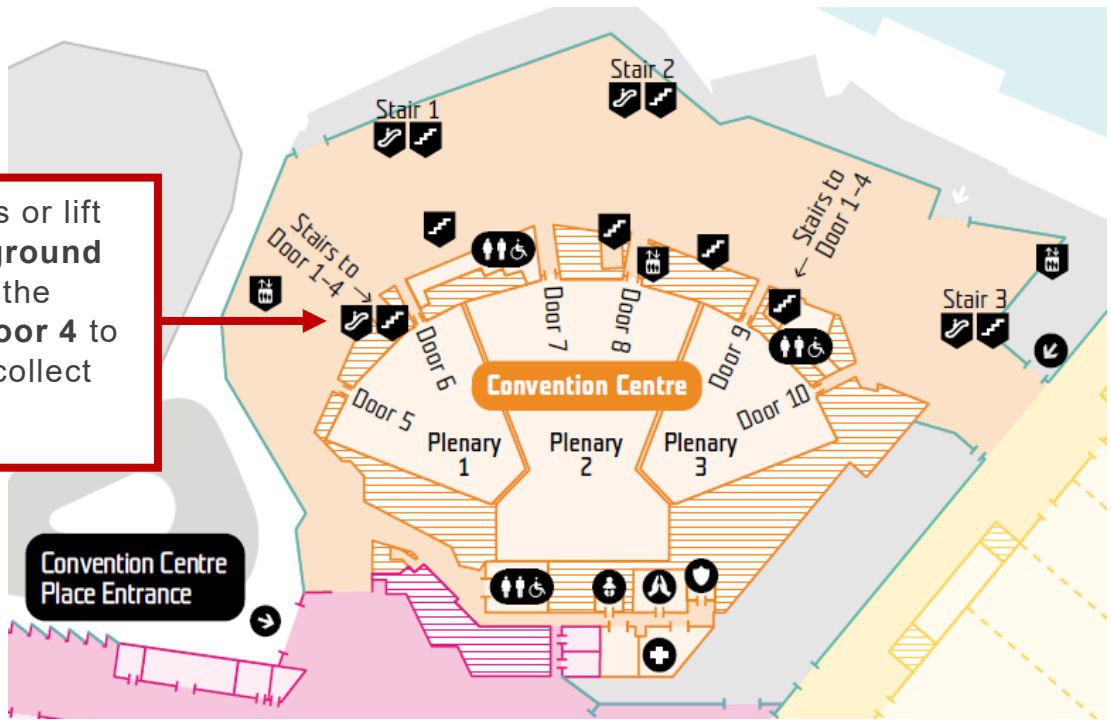 Stair 2
Stair 1
s or lift
ground
the
oor 4 to
collect
Stairs to
Door 1-4
Stairs to
Door 1-4
Stair 3
Door 5
Door 6
Door 7
Door 8
Door 9
Door 10
Convention Centre
Plenary
1
Plenary
2
Plenary
3
Convention Centre
Place Entrance